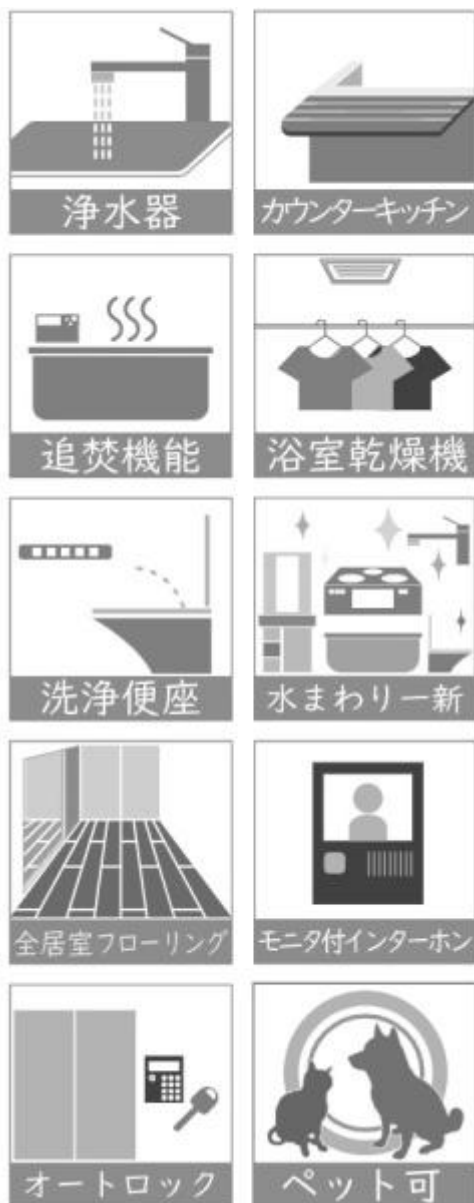 浄水器
カウンターキッチン
追焚機能
浴室乾燥機
洗浄便座
水まわり一新
全居室フローリング
モニタ付インターホン
オートロック
ペット可